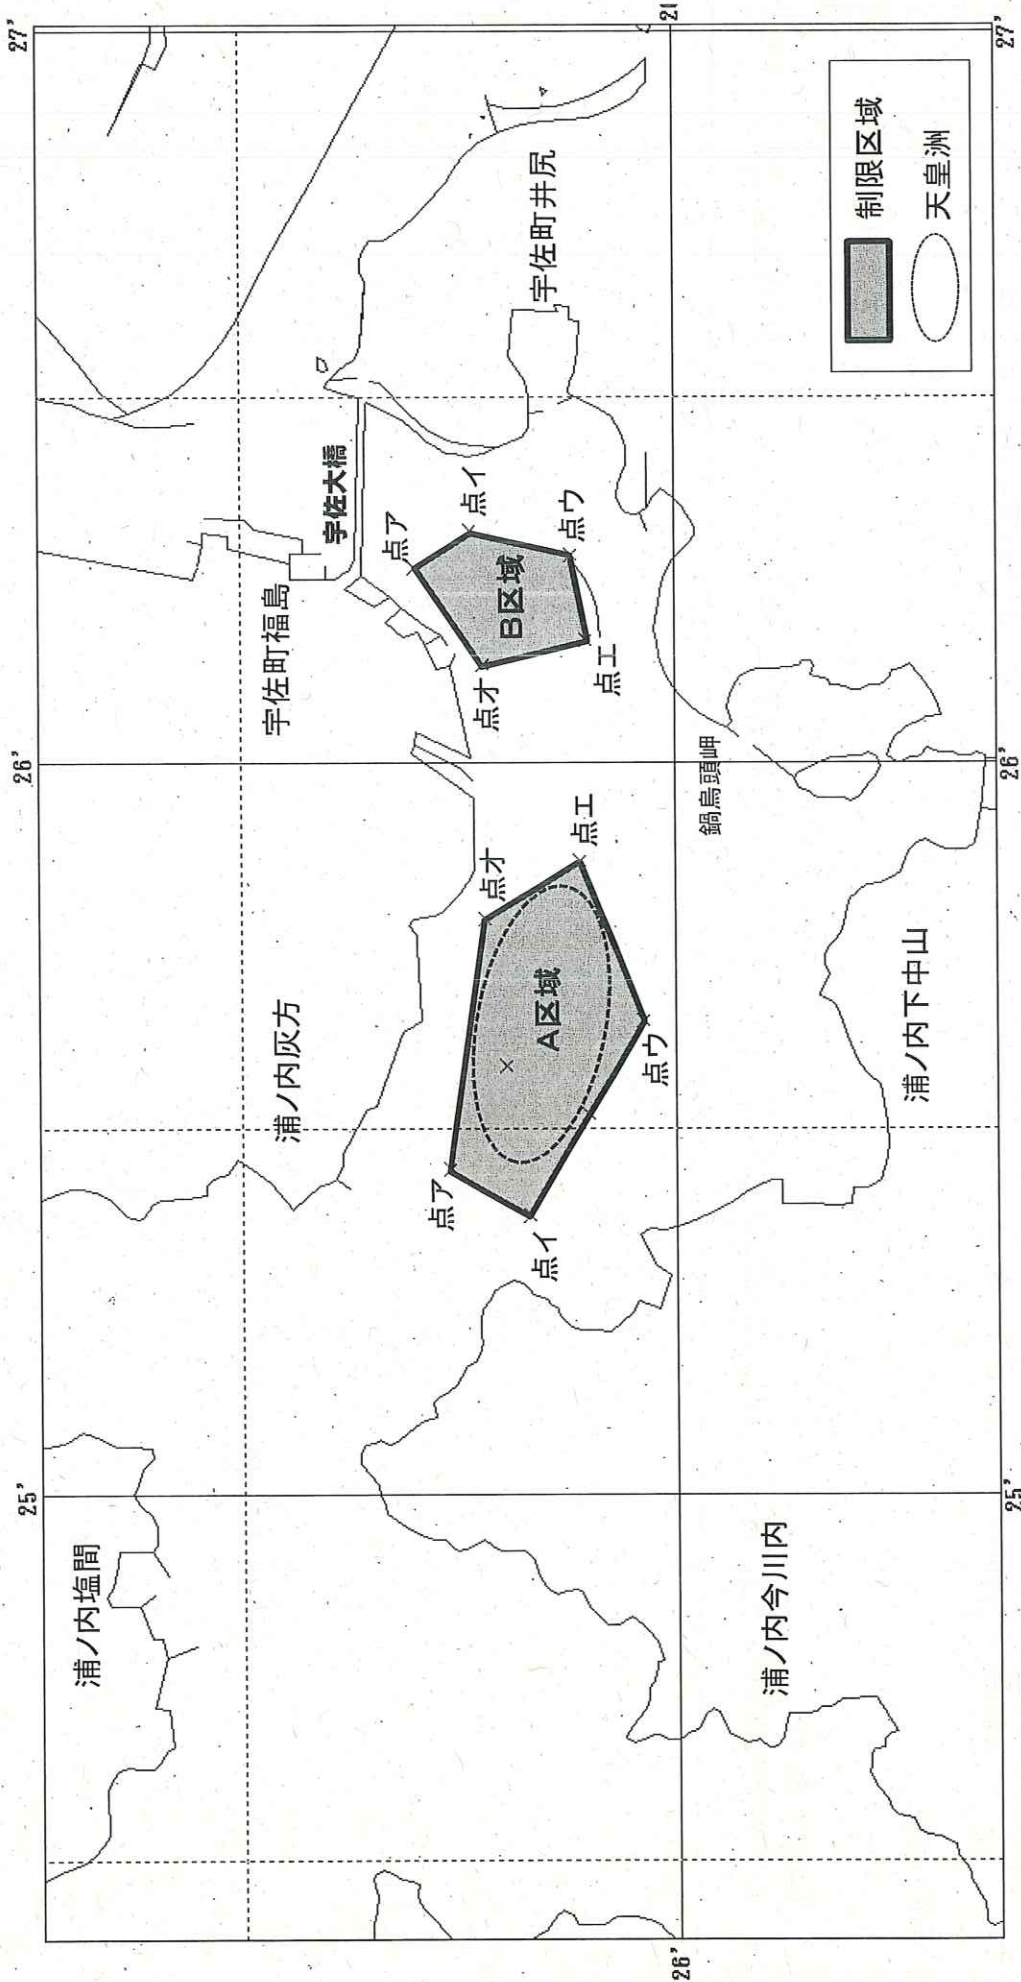 25'
26'
27'
浦ノ内塩間
浦ノ内灰方
宇佐町福島
宇佐大橋
点ア
点ア
点オ
点オ
点イ
点イ
A区域
B区域
宇佐町井尻
点エ
点ウ
点エ
点ウ
26'
21
鍋烏頭岬
浦ノ内今川内
浦ノ内下中山
制限区域
天皇洲
25'
26'
27'